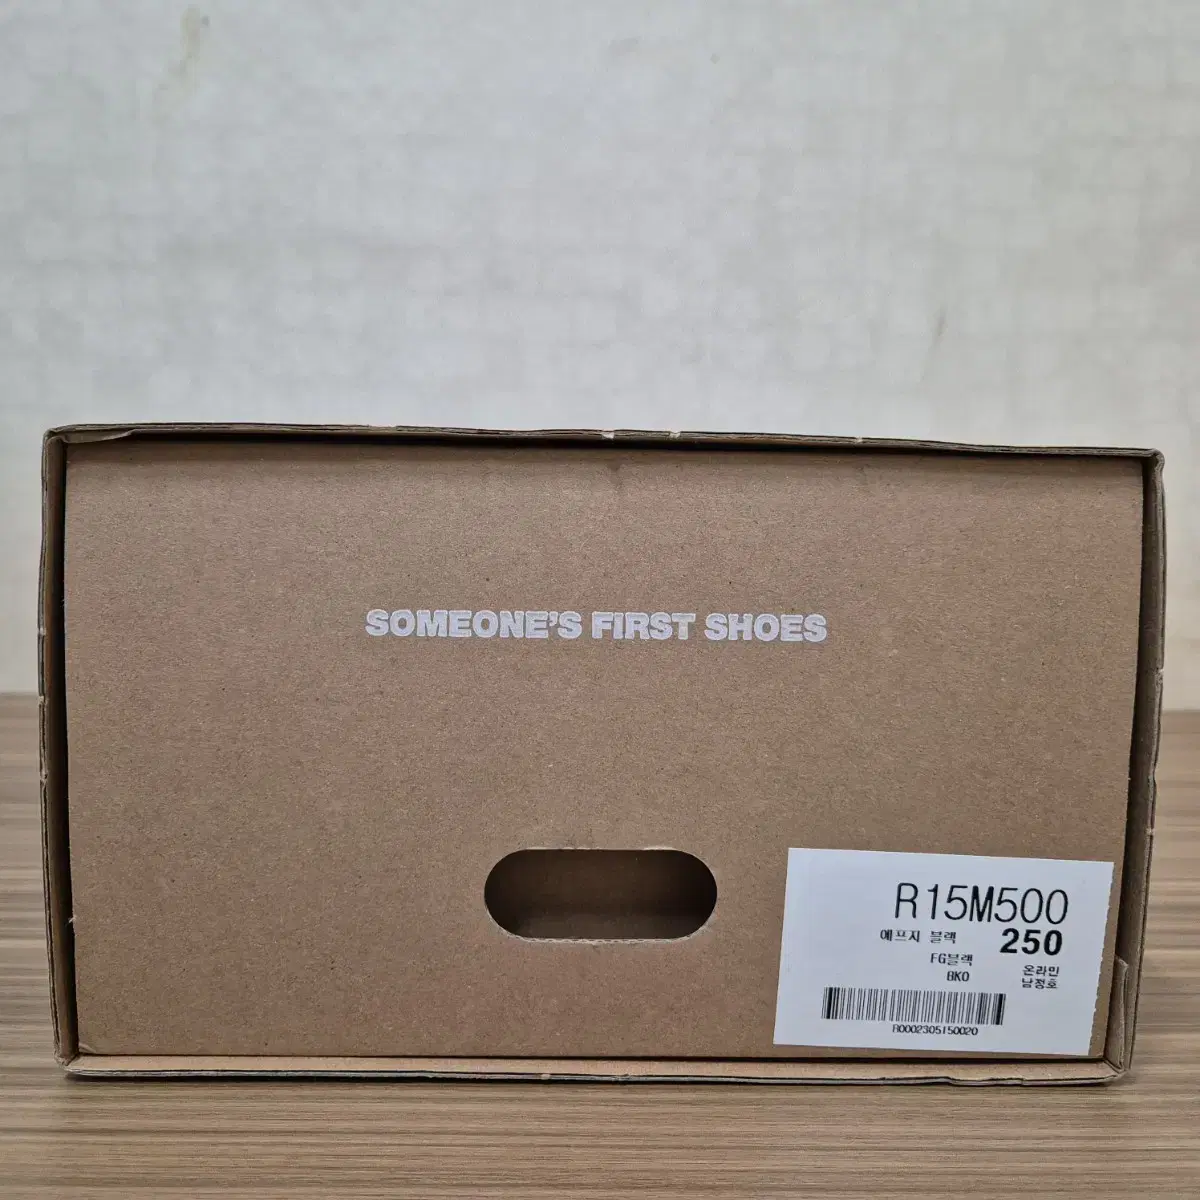 SOMEONE'S FIRST SHOES
R15M500
에프지 블랙 250
FG블랙 온라인
BKO 남정호
R0002305150020